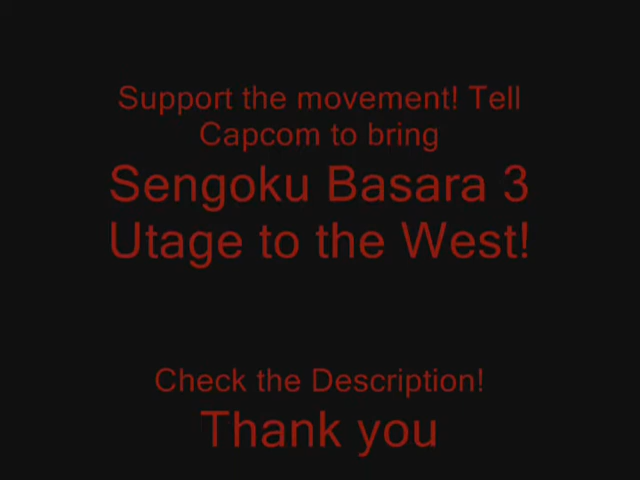 Support the movement! Tell
Capcom to bring
Sengoku Basara 3
Utage to the West!
Check the Description!
Thank you